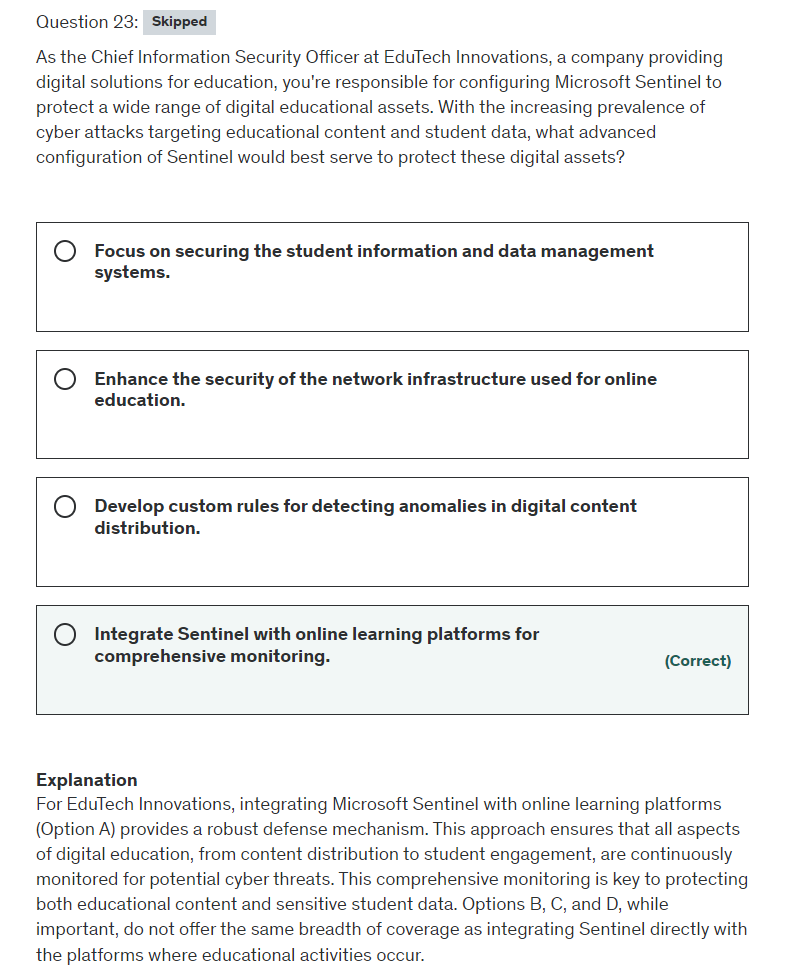 Question 23: Skipped
As the Chief Information Security Officer at EduTech Innovations, a company providing
digital solutions for education, you're responsible for configuring Microsoft Sentinel to
protect a wide range of digital educational assets. With the increasing prevalence of
cyber attacks targeting educational content and student data, what advanced
configuration of Sentinel would best serve to protect these digital assets?
Focus on securing the student information and data management
systems.
Enhance the security of the network infrastructure used for online
education.
Develop custom rules for detecting anomalies in digital content
distribution.
Integrate Sentinel with online learning platforms for
comprehensive monitoring.
(Correct)
Explanation
For EduTech Innovations, integrating Microsoft Sentinel with online learning platforms
(Option A) provides a robust defense mechanism. This approach ensures that all aspects
of digital education, from content distribution to student engagement, are continuously
monitored for potential cyber threats. This comprehensive monitoring is key to protecting
both educational content and sensitive student data. Options B, C, and D, while
important, do not offer the same breadth of coverage as integrating Sentinel directly with
the platforms where educational activities occur.